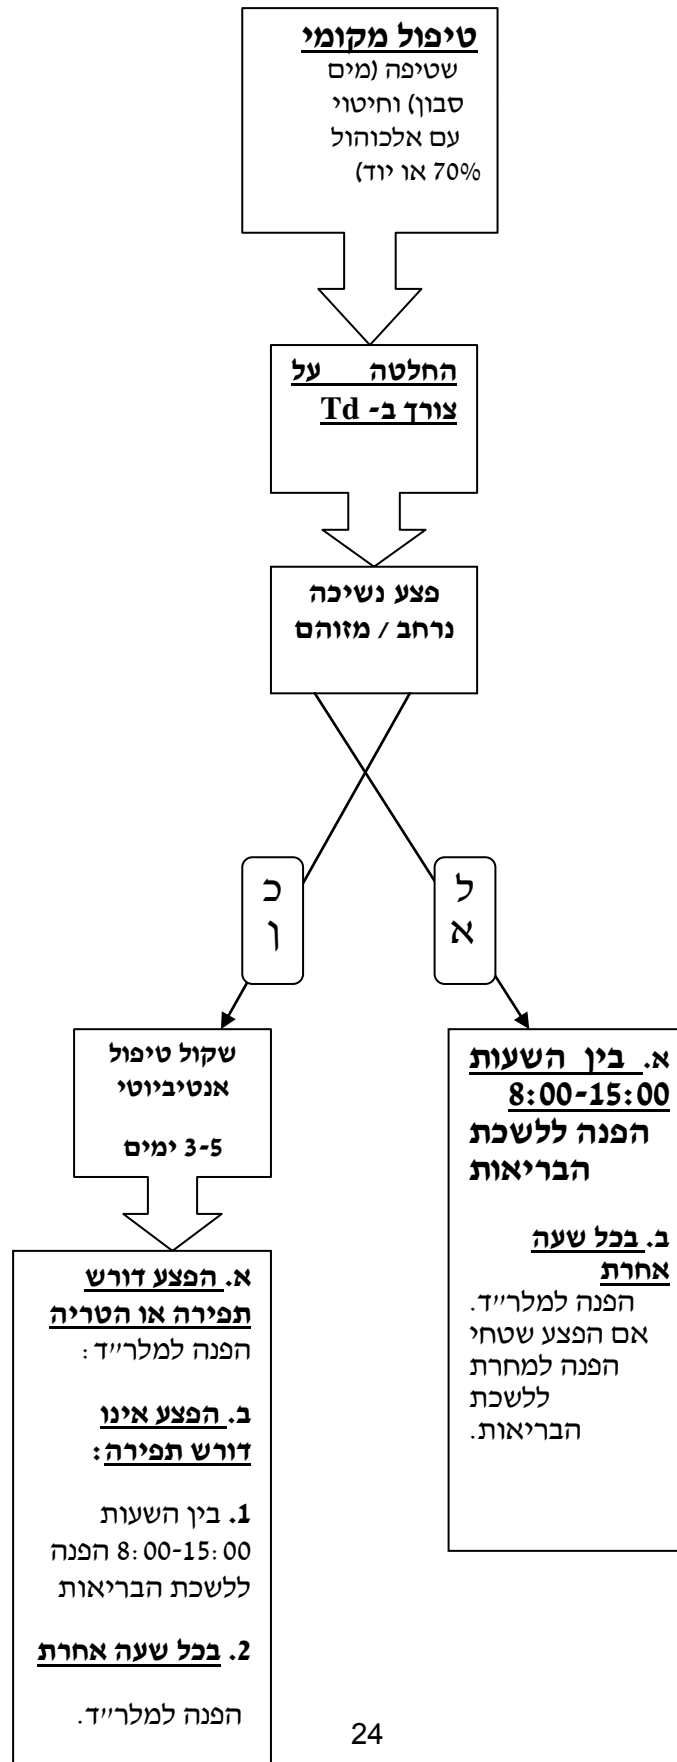 טיפול מקומי
שטיפה (מים
סבון) וחיטוי
עם אלכוהול
70% או יוד)
החלטה על
צורך ב- Td
פצע נשיכה
נרחב / מזוהם
כ
ן
ל
א
שקול טיפול
אנטיביוטי
3-5 ימים
א. בין השעות
8:00-15:00
הפנה ללשכת
הבריאות
ב. בכל שעה
אחרת
הפנה למלר״ד.
אם הפצע שטחי
הפנה למחרת
ללשכת
הבריאות.
א. הפצע דורש
תפירה או הטריה
הפנה למלר״ד:
ב. הפצע אינו
דורש תפירה:
1. בין השעות
8:00-15:00 הפנה
ללשכת הבריאות
2. בכל שעה אחרת
הפנה למלר״ד.
24